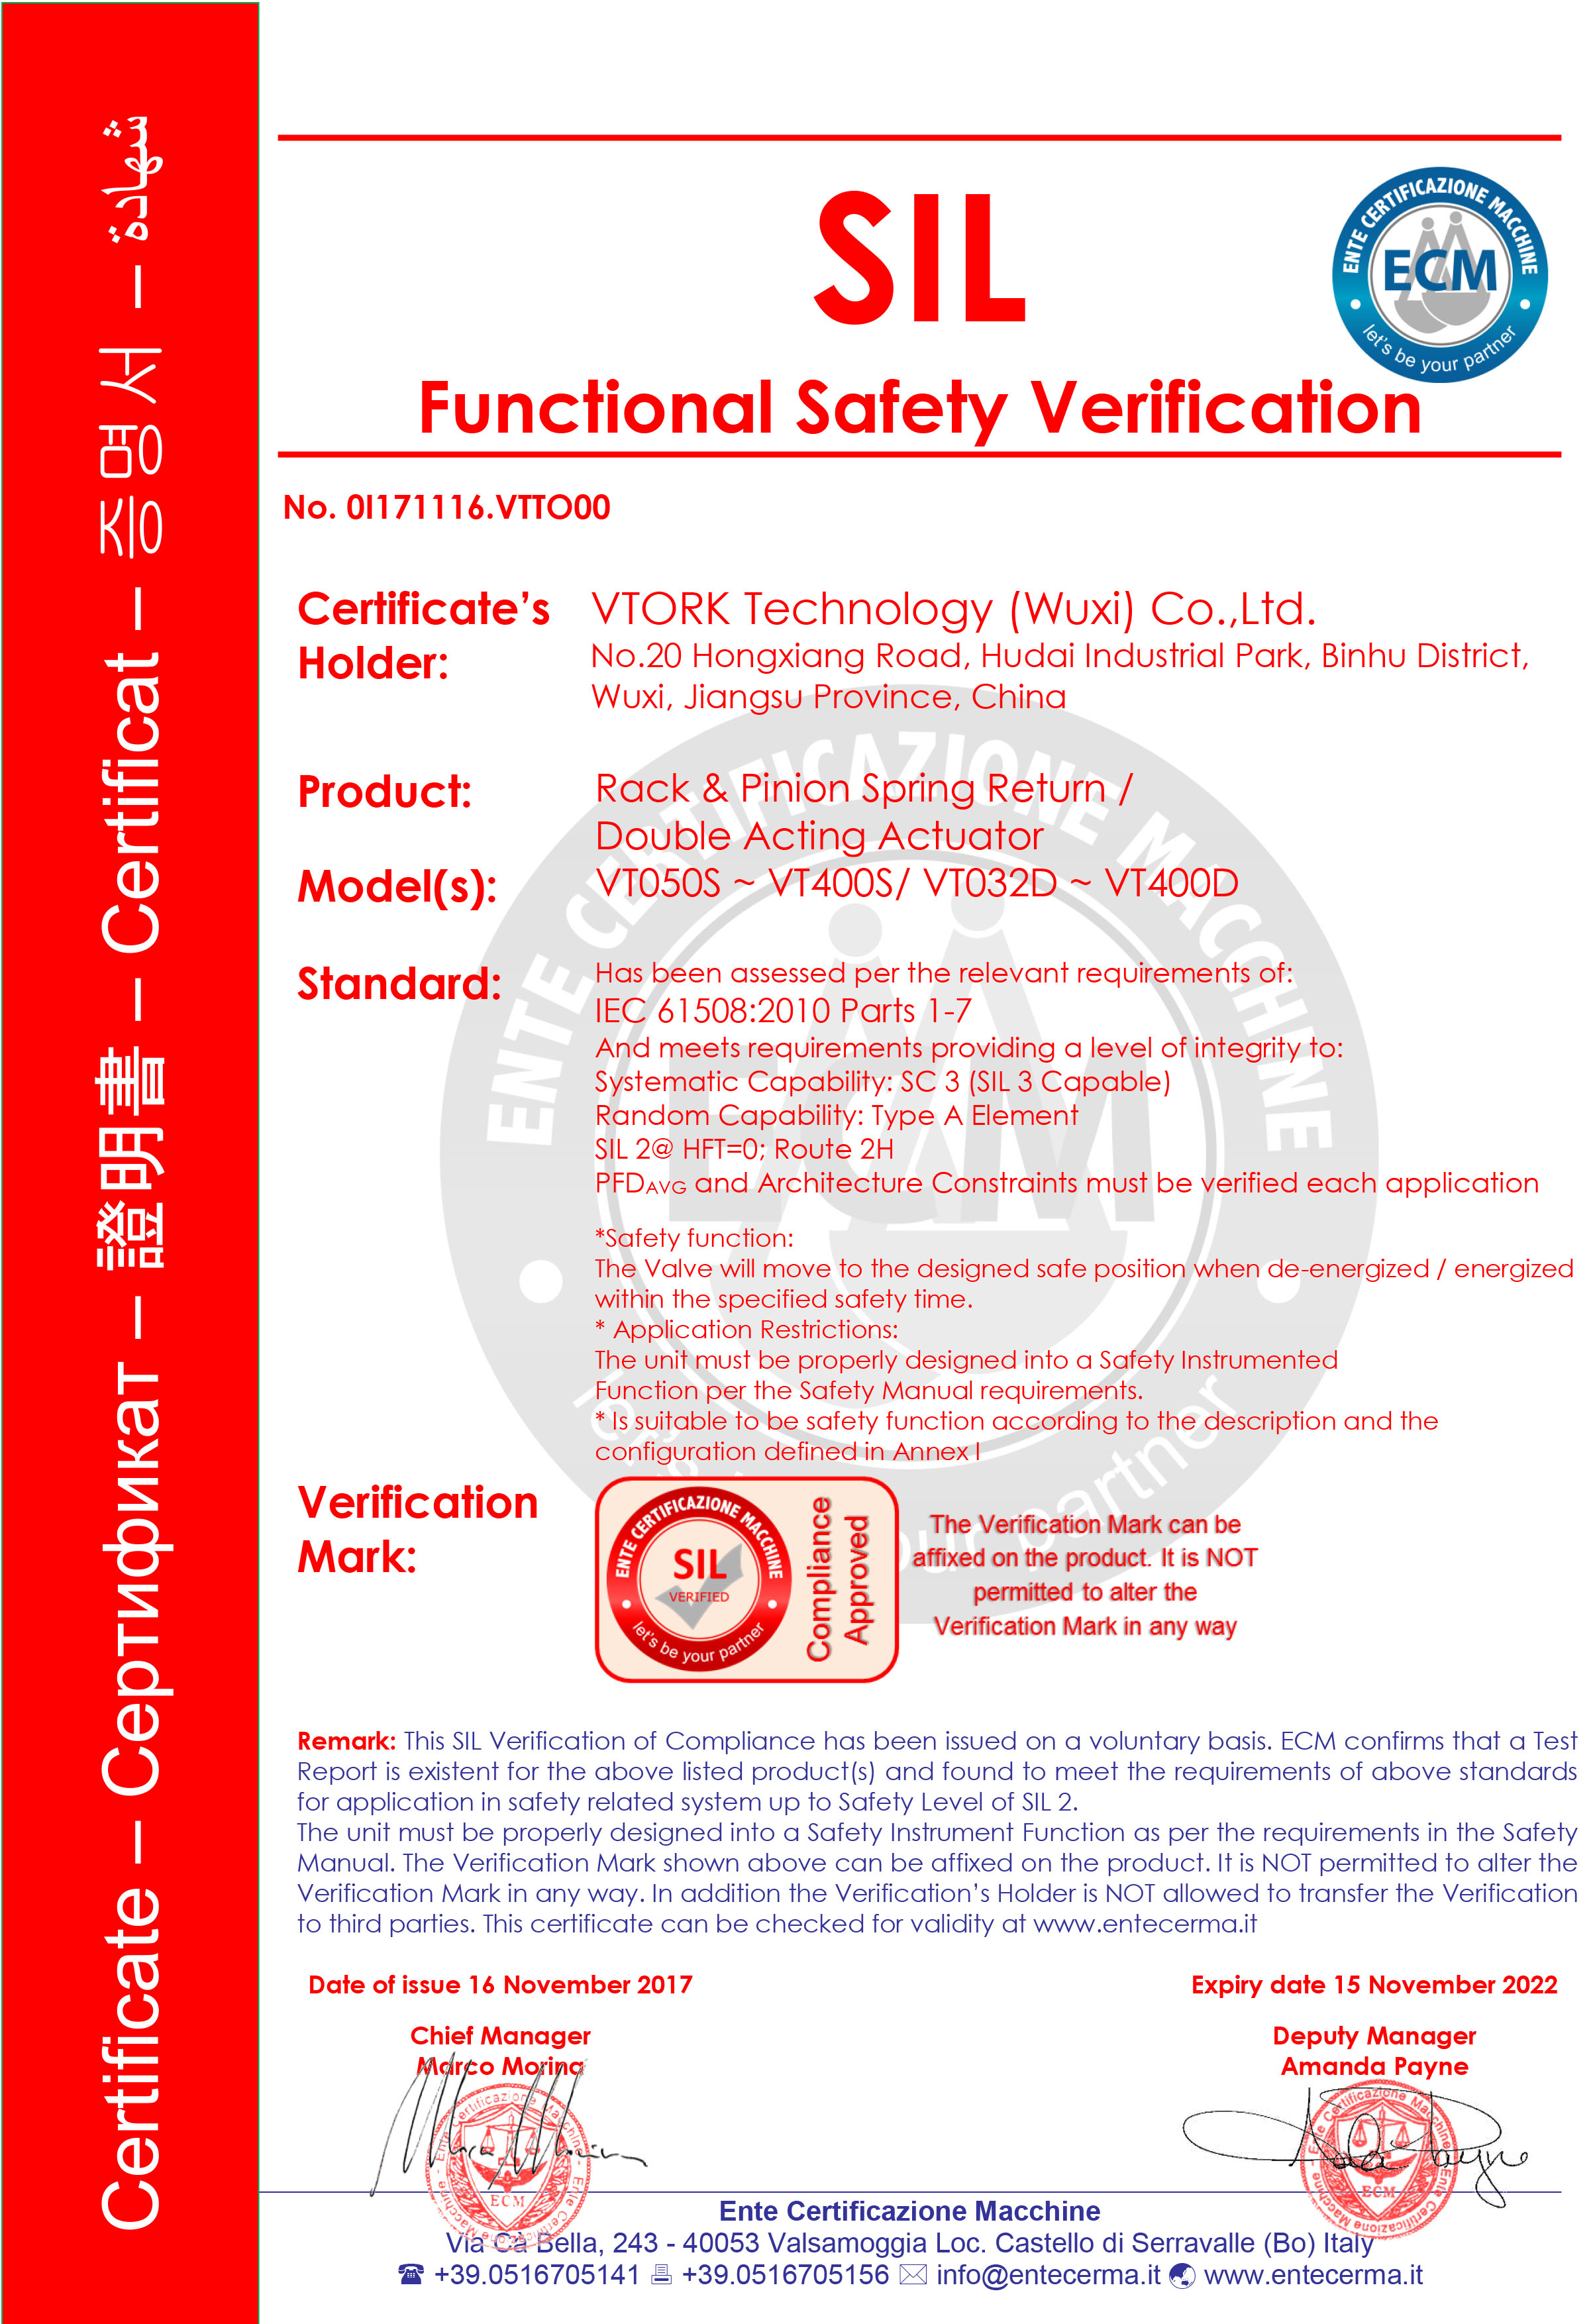 Certificate – Сертификат – 證明書 – Certificat – 증명서 – شهادة
SIL
ENTE CERTIFICAZIONE MACCHINE
ECM
let's be your partner
Functional Safety Verification
No. 0I171116.VTTO00
Certificate's Holder:
VTORK Technology (Wuxi) Co.,Ltd.
No.20 Hongxiang Road, Hudai Industrial Park, Binhu District,
Wuxi, Jiangsu Province, China
Product:
Rack & Pinion Spring Return /
Double Acting Actuator
Model(s):
VT050S ~ VT400S/ VT032D ~ VT400D
Standard:
Has been assessed per the relevant requirements of:
IEC 61508:2010 Parts 1-7
And meets requirements providing a level of integrity to:
Systematic Capability: SC 3 (SIL 3 Capable)
Random Capability: Type A Element
SIL 2@ HFT=0; Route 2H
PFDAVG and Architecture Constraints must be verified each application
*Safety function:
The Valve will move to the designed safe position when de-energized / energized
within the specified safety time.
* Application Restrictions:
The unit must be properly designed into a Safety Instrumented
Function per the Safety Manual requirements.
* Is suitable to be safety function according to the description and the
configuration defined in Annex I
ENTE CERTIFICAZIONE MACCHINE
ECM
let's be your partner
Verification
Mark:
ENTE CERTIFICAZIONE MACCHINE
SIL
VERIFIED
let's be your partner
Compliance
Approved
The Verification Mark can be
affixed on the product. It is NOT
permitted to alter the
Verification Mark in any way
Remark: This SIL Verification of Compliance has been issued on a voluntary basis. ECM confirms that a Test
Report is existent for the above listed product(s) and found to meet the requirements of above standards
for application in safety related system up to Safety Level of SIL 2.
The unit must be properly designed into a Safety Instrument Function as per the requirements in the Safety
Manual. The Verification Mark shown above can be affixed on the product. It is NOT permitted to alter the
Verification Mark in any way. In addition the Verification's Holder is NOT allowed to transfer the Verification
to third parties. This certificate can be checked for validity at www.entecerma.it
Date of issue 16 November 2017
Expiry date 15 November 2022
Chief Manager
Marco Morina
Deputy Manager
Amanda Payne
Ente Certificazione Macchine
ECM
Ente Certificazione Macchine
ECM
Ente Certificazione Macchine
Via Cà Bella, 243 - 40053 Valsamoggia Loc. Castello di Serravalle (Bo) Italy
+39.0516705141 +39.0516705156 info@entecerma.it www.entecerma.it